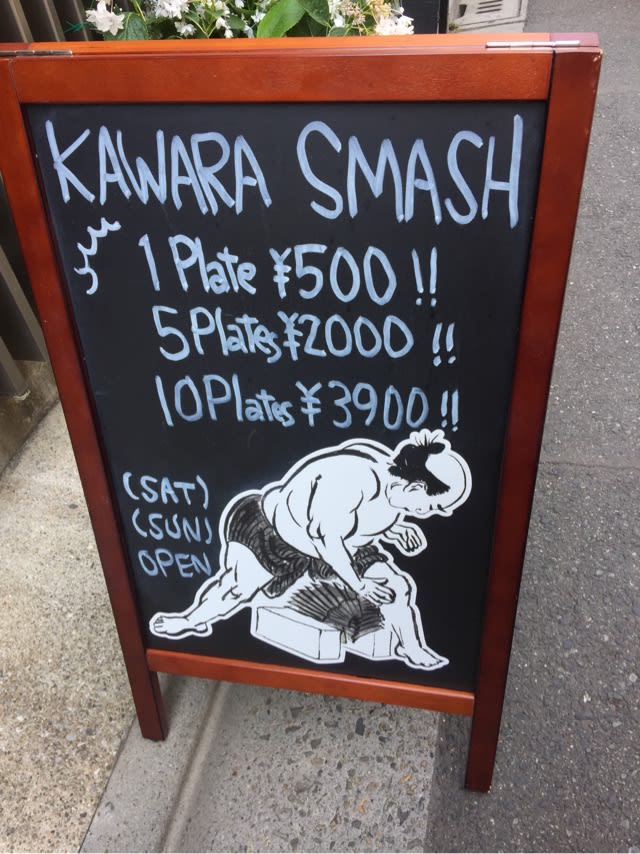 KAWARA SMASH
1 Plate ¥500 !!
5 Plates ¥2000 !!
10 Plates ¥3900 !!
(SAT)
(SUN)
OPEN